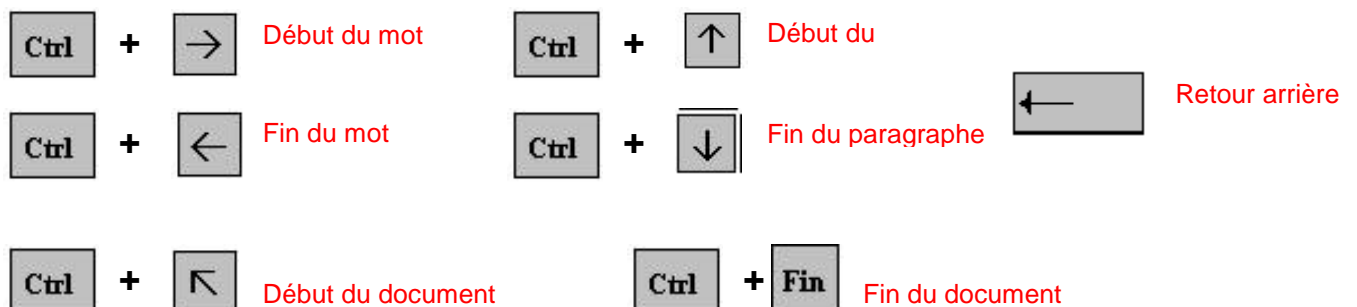 Ctrl + → Début du mot Ctrl + ↑ Début du
← Retour arrière
Ctrl + ← Fin du mot Ctrl + ↓ Fin du paragraphe
Ctrl + ↖ Début du document Ctrl + Fin Fin du document